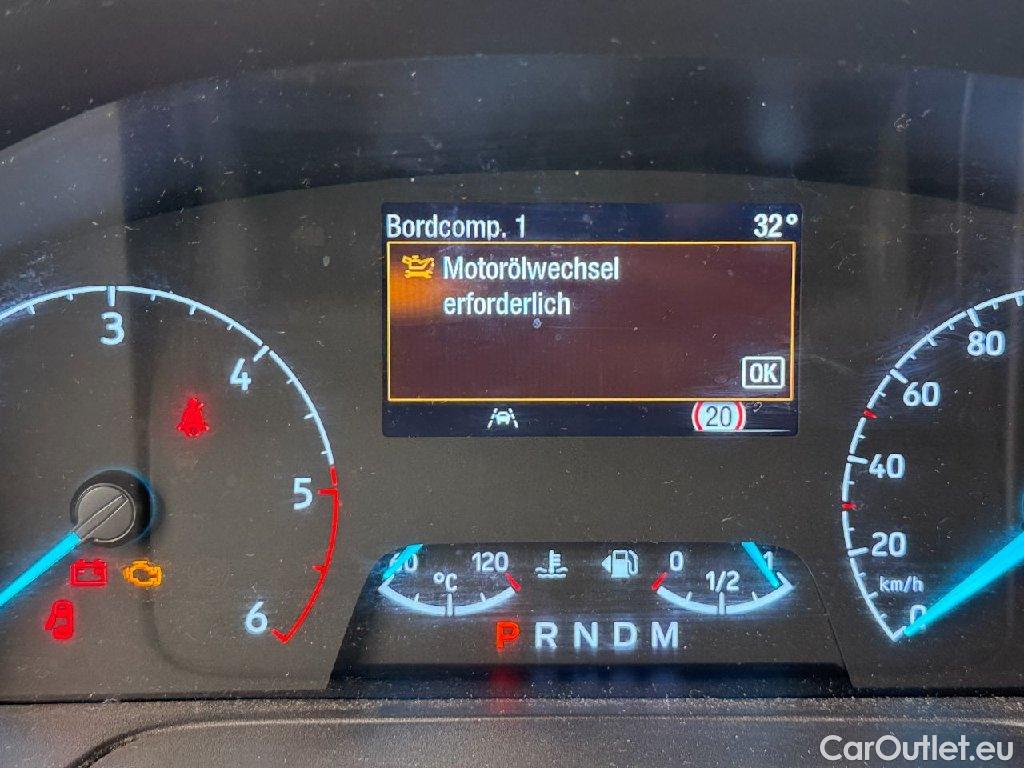 Bordcomp. 1 32°
Motorölwechsel
erforderlich
OK
20
3
4
5
6
80
60
40
20
0
km/h
°C
120
0
1/2
1
P R N D M
CarOutlet.eu